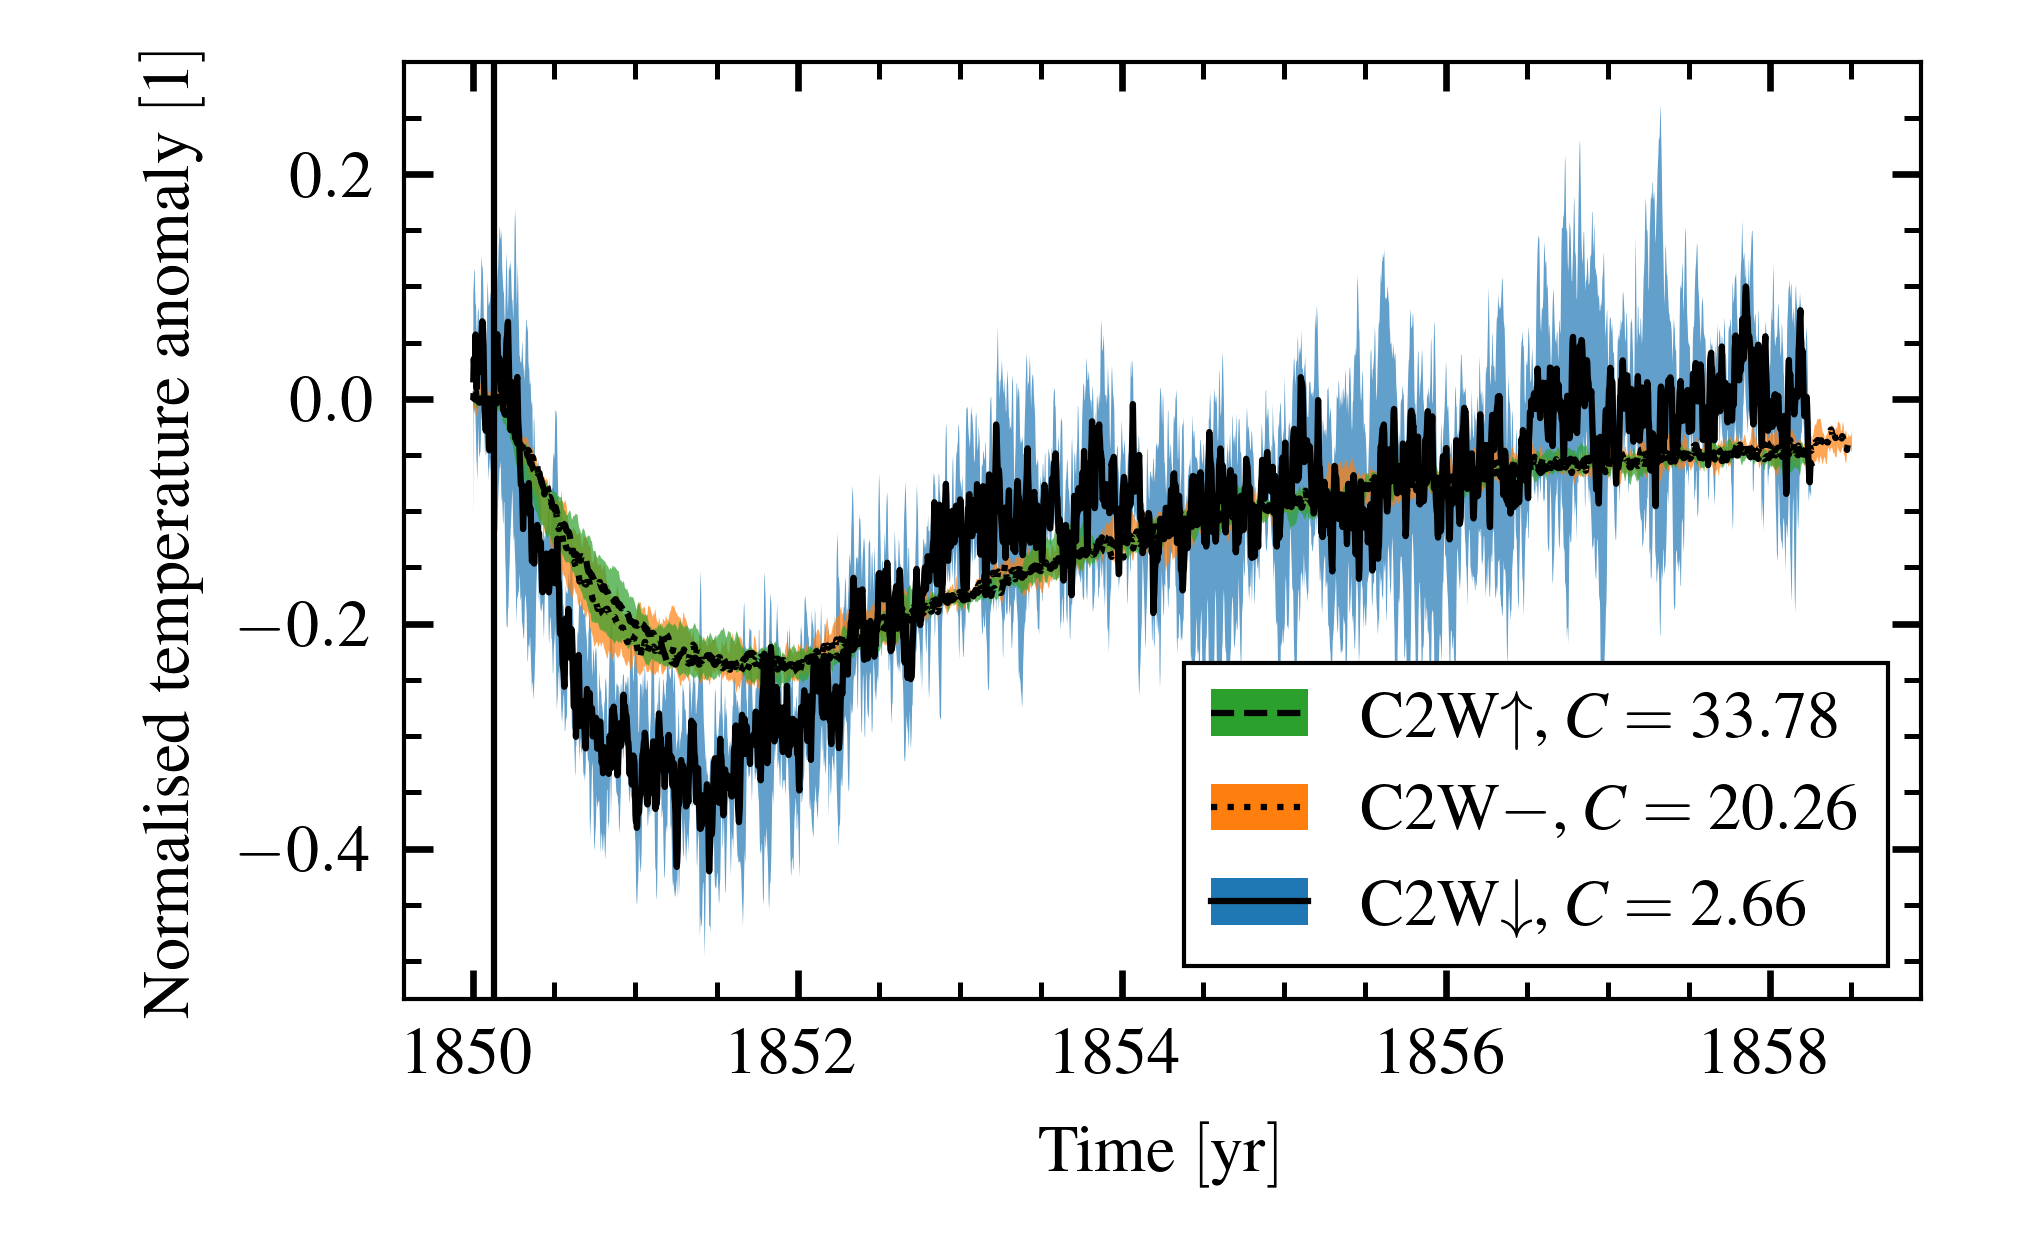 Normalised temperature anomaly [1]
0.2
0.0
−0.2
−0.4
C2W↑, C = 33.78
C2W−, C = 20.26
C2W↓, C = 2.66
1850 1852 1854 1856 1858
Time [yr]